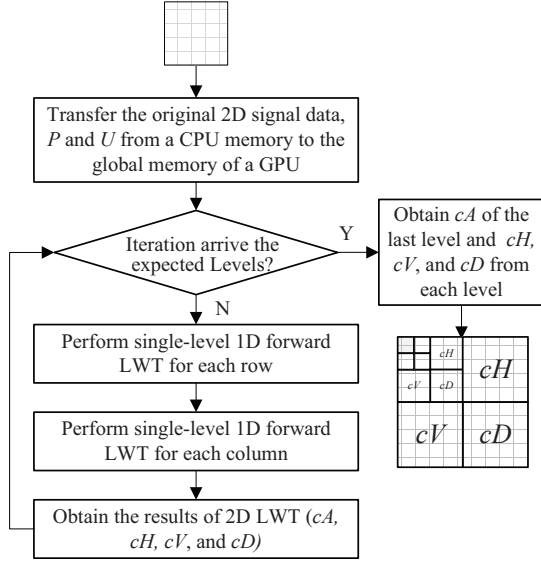 Transfer the original 2D signal data,
P and U from a CPU memory to the
global memory of a GPU
Iteration arrive the
expected Levels?
Y
Obtain cA of the
last level and cH,
cV, and cD from
each level
N
Perform single-level 1D forward
LWT for each row
Perform single-level 1D forward
LWT for each column
Obtain the results of 2D LWT (cA,
cH, cV, and cD)
cH
cH
cV
cD
cV
cD